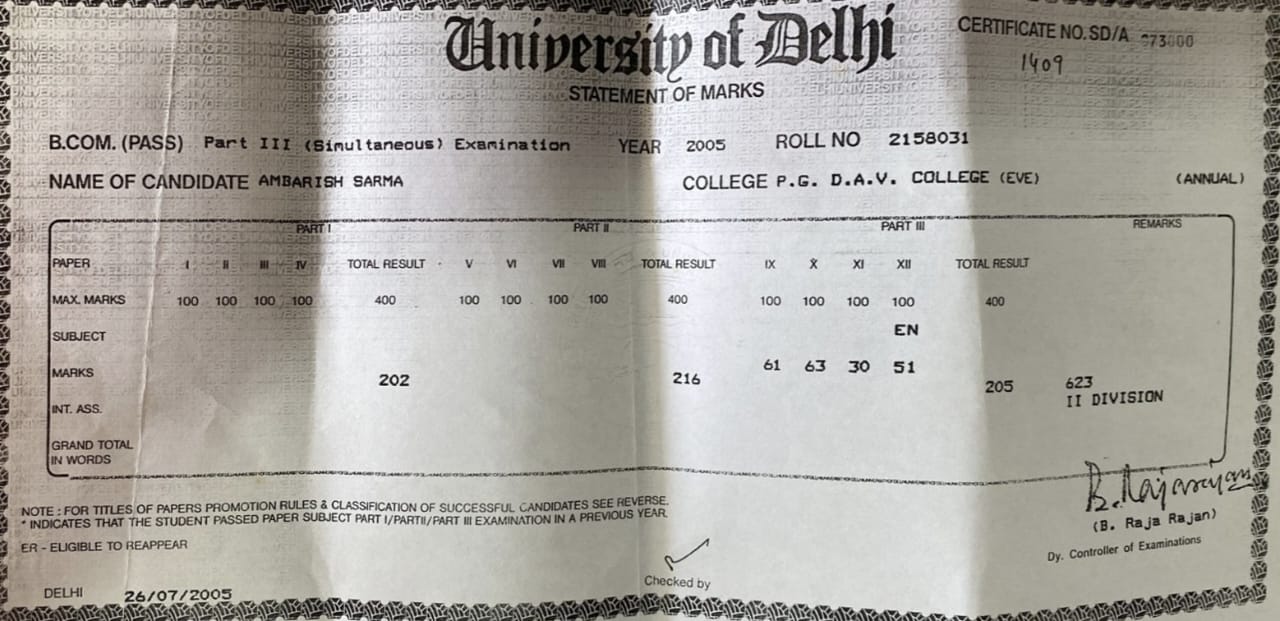 University of Delhi
CERTIFICATE NO. SD/A
1409
STATEMENT OF MARKS
B.COM. (PASS) Part III (Simultaneous) Examination YEAR 2005 ROLL NO 2158031
NAME OF CANDIDATE AMBARISH SARMA COLLEGE P.G. D.A.V. COLLEGE (EVE) (ANNUAL)
PART I PART II PART III REMARKS
PAPER I II III IV TOTAL RESULT V VI VII VIII TOTAL RESULT IX X XI XII TOTAL RESULT
MAX. MARKS 100 100 100 100 400 100 100 100 100 400 100 100 100 100 400
SUBJECT EN
MARKS 202 216 61 63 30 51 205 623
II DIVISION
INT. ASS.
GRAND TOTAL
IN WORDS
NOTE : FOR TITLES OF PAPERS PROMOTION RULES & CLASSIFICATION OF SUCCESSFUL CANDIDATES SEE REVERSE.
* INDICATES THAT THE STUDENT PASSED PAPER SUBJECT PART I/PARTII/PART III EXAMINATION IN A PREVIOUS YEAR.
ER - ELIGIBLE TO REAPPEAR
B. Rajarajan
(B. Raja Rajan)
Dy. Controller of Examinations
Checked by
DELHI 26/07/2005